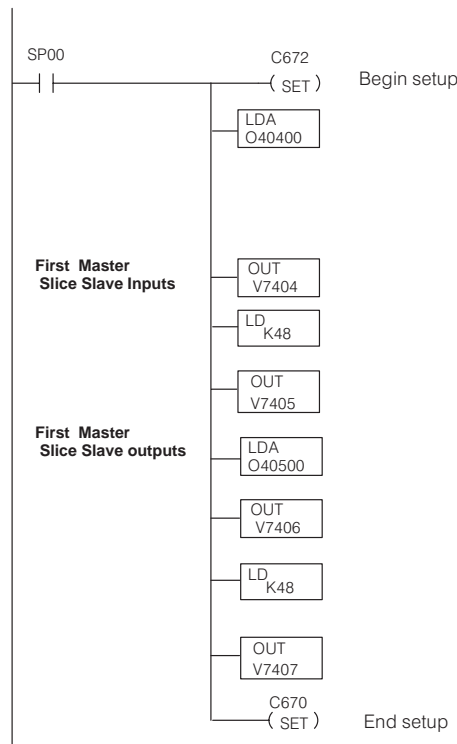 SP00
C672
( SET )
Begin setup
LDA
O40400
First Master
Slice Slave Inputs
OUT
V7404
LD
K48
OUT
V7405
First Master
Slice Slave outputs
LDA
O40500
OUT
V7406
LD
K48
OUT
V7407
C670
( SET )
End setup